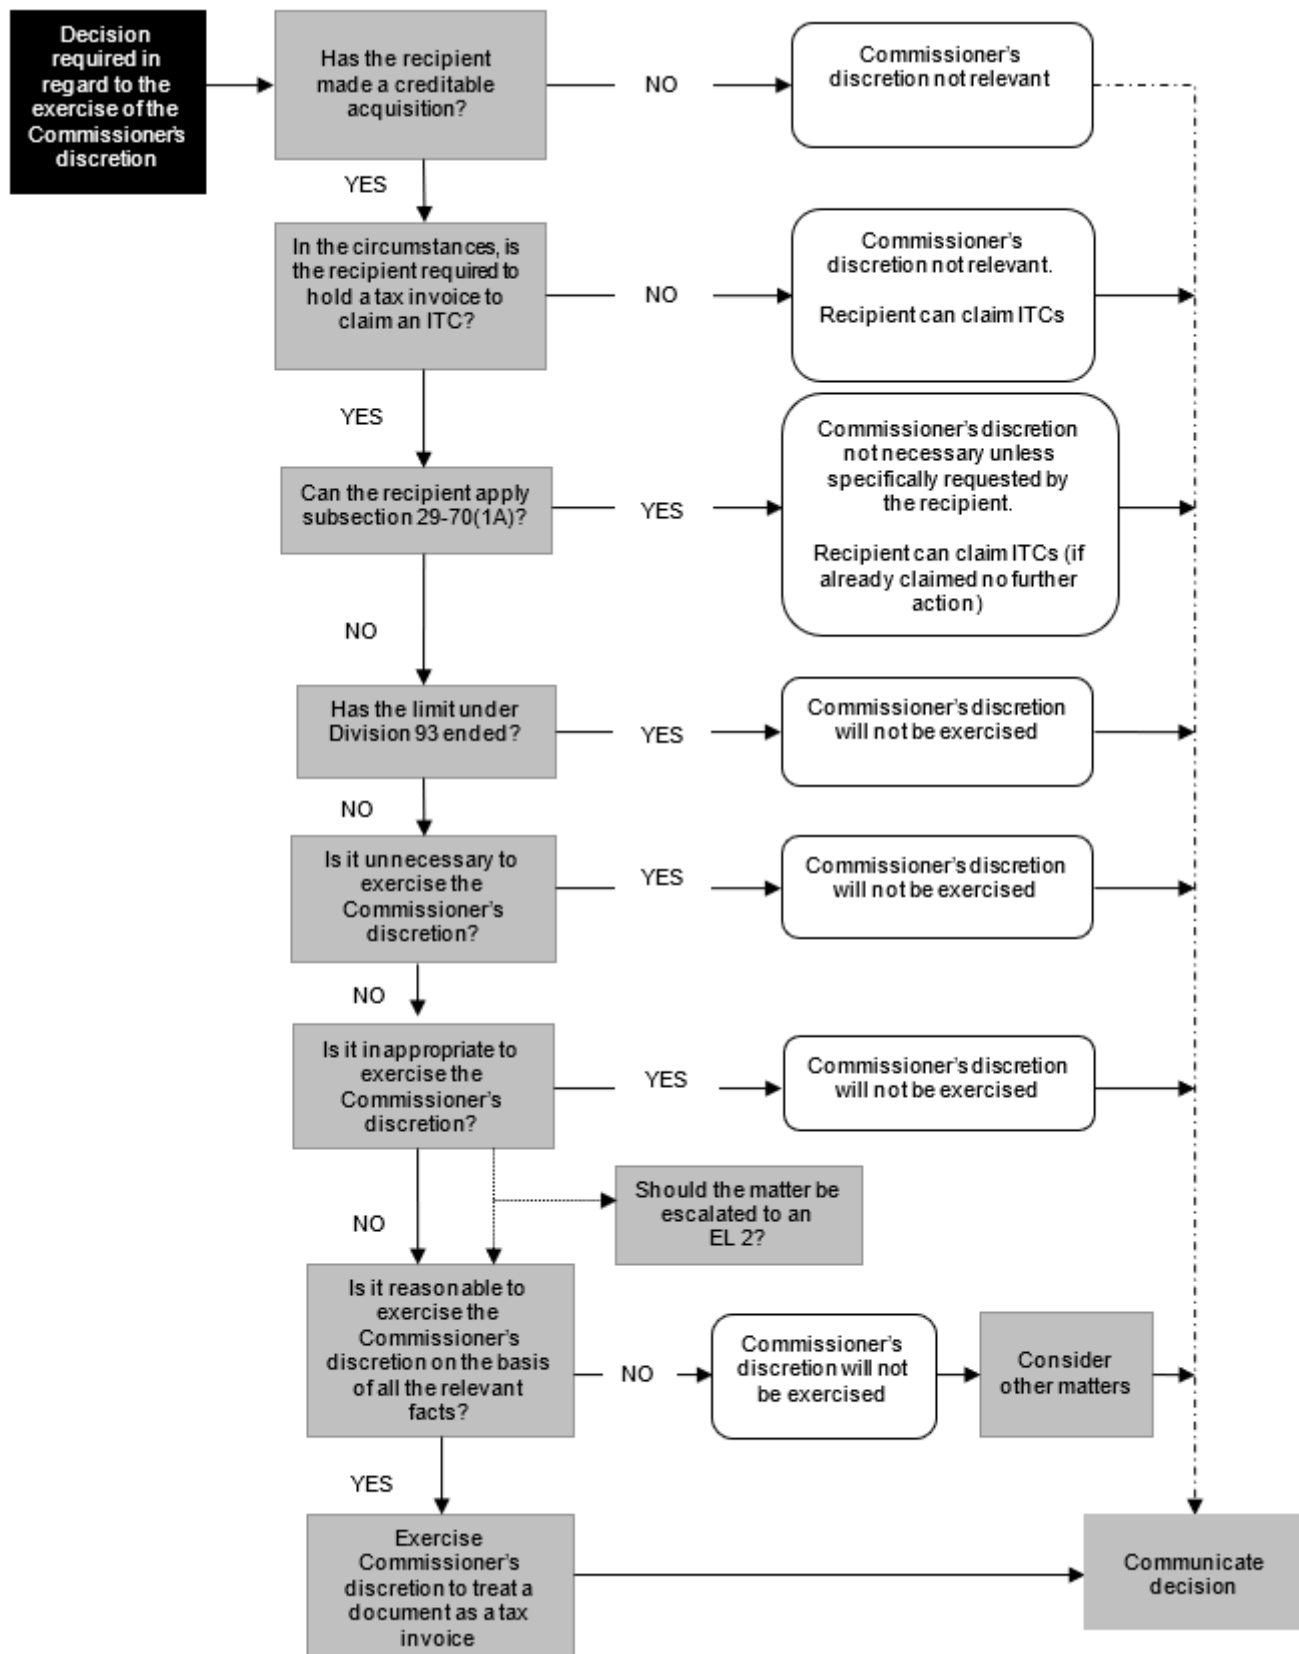 Decision
required in
regard to the
exercise of the
Commissioner's
discretion
Has the recipient
made a creditable
acquisition?
NO
Commissioner's
discretion not relevant
YES
In the circumstances, is
the recipient required to
hold a tax invoice to
claim an ITC?
NO
Commissioner's
discretion not relevant.
Recipient can claim ITCs
YES
Can the recipient apply
subsection 29-70(1A)?
YES
Commissioner's discretion
not necessary unless
specifically requested by
the recipient.
Recipient can claim ITCs (if
already claimed no further
action)
NO
Has the limit under
Division 93 ended?
YES
Commissioner's discretion
will not be exercised
NO
Is it unnecessary to
exercise the
Commissioner's
discretion?
YES
Commissioner's discretion
will not be exercised
NO
Is it inappropriate to
exercise the
Commissioner's
discretion?
YES
Commissioner's discretion
will not be exercised
Should the matter be
escalated to an
EL 2?
NO
Is it reasonable to
exercise the
Commissioner's
discretion on the basis
of all the relevant
facts?
NO
Commissioner's
discretion will not
be exercised
Consider
other matters
YES
Exercise
Commissioner's
discretion to treat a
document as a tax
invoice
Communicate
decision